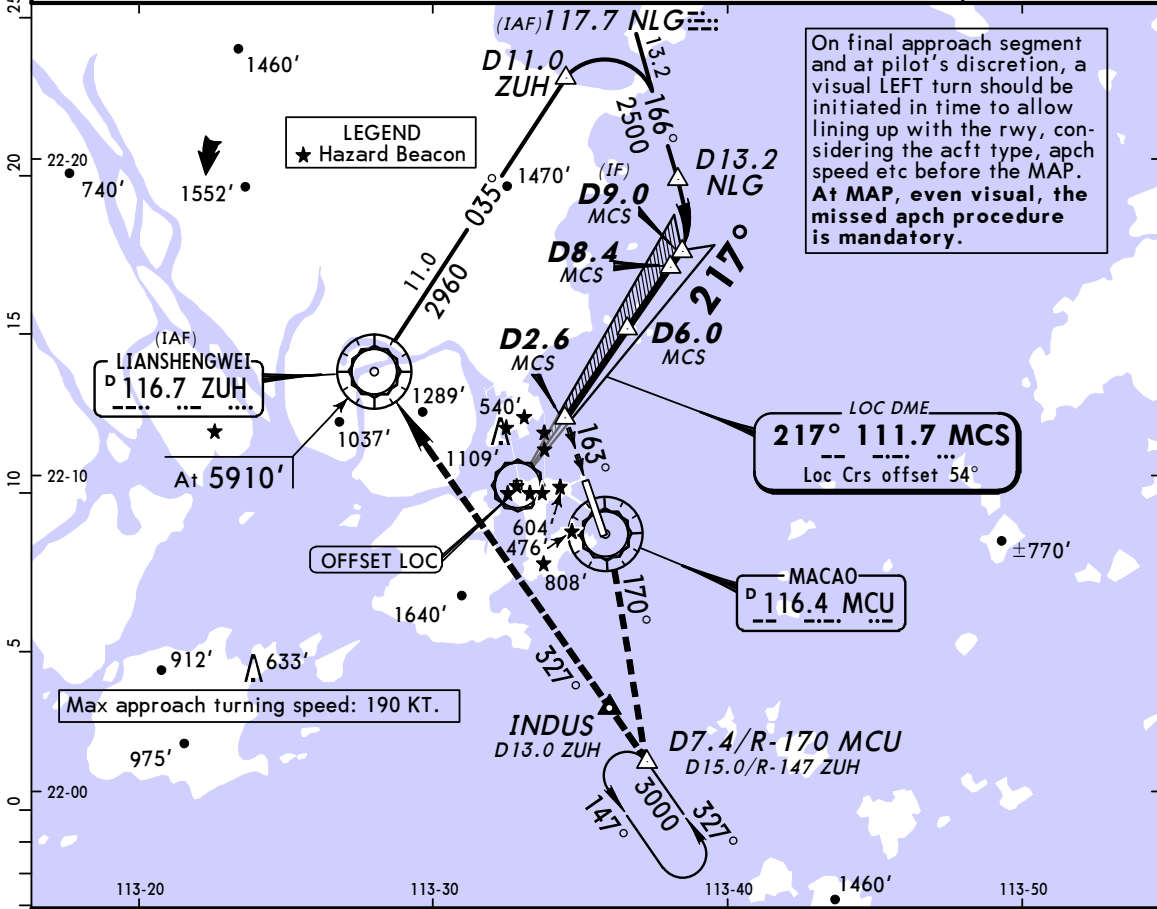 25
(IAF)117.7 NLG
D11.0
ZUH
1460'
13.2
166°
2500
On final approach segment
and at pilot's discretion, a
visual LEFT turn should be
initiated in time to allow
lining up with the rwy, con-
sidering the acft type, apch
speed etc before the MAP.
At MAP, even visual, the
missed apch procedure
is mandatory.
LEGEND
★ Hazard Beacon
20
22-20
740'
1552'
1470'
035°
(IF)
D9.0
MCS
D13.2
NLG
D8.4
MCS
217°
11.0
2960
15
(IAF)
LIANSHENGWEI
D 116.7 ZUH
D2.6
MCS
D6.0
MCS
1289'
540'
1037'
1109'
163°
LOC DME
217° 111.7 MCS
Loc Crs offset 54°
At 5910'
10
22-10
604'
476'
808'
OFFSET LOC
±770'
MACAO
D 116.4 MCU
1640'
170°
5
912'
633'
327°
Max approach turning speed: 190 KT.
INDUS
D13.0 ZUH
D7.4/R-170 MCU
D15.0/R-147 ZUH
975'
0
22-00
3000
147°
327°
113-20
113-30
113-40
1460'
113-50